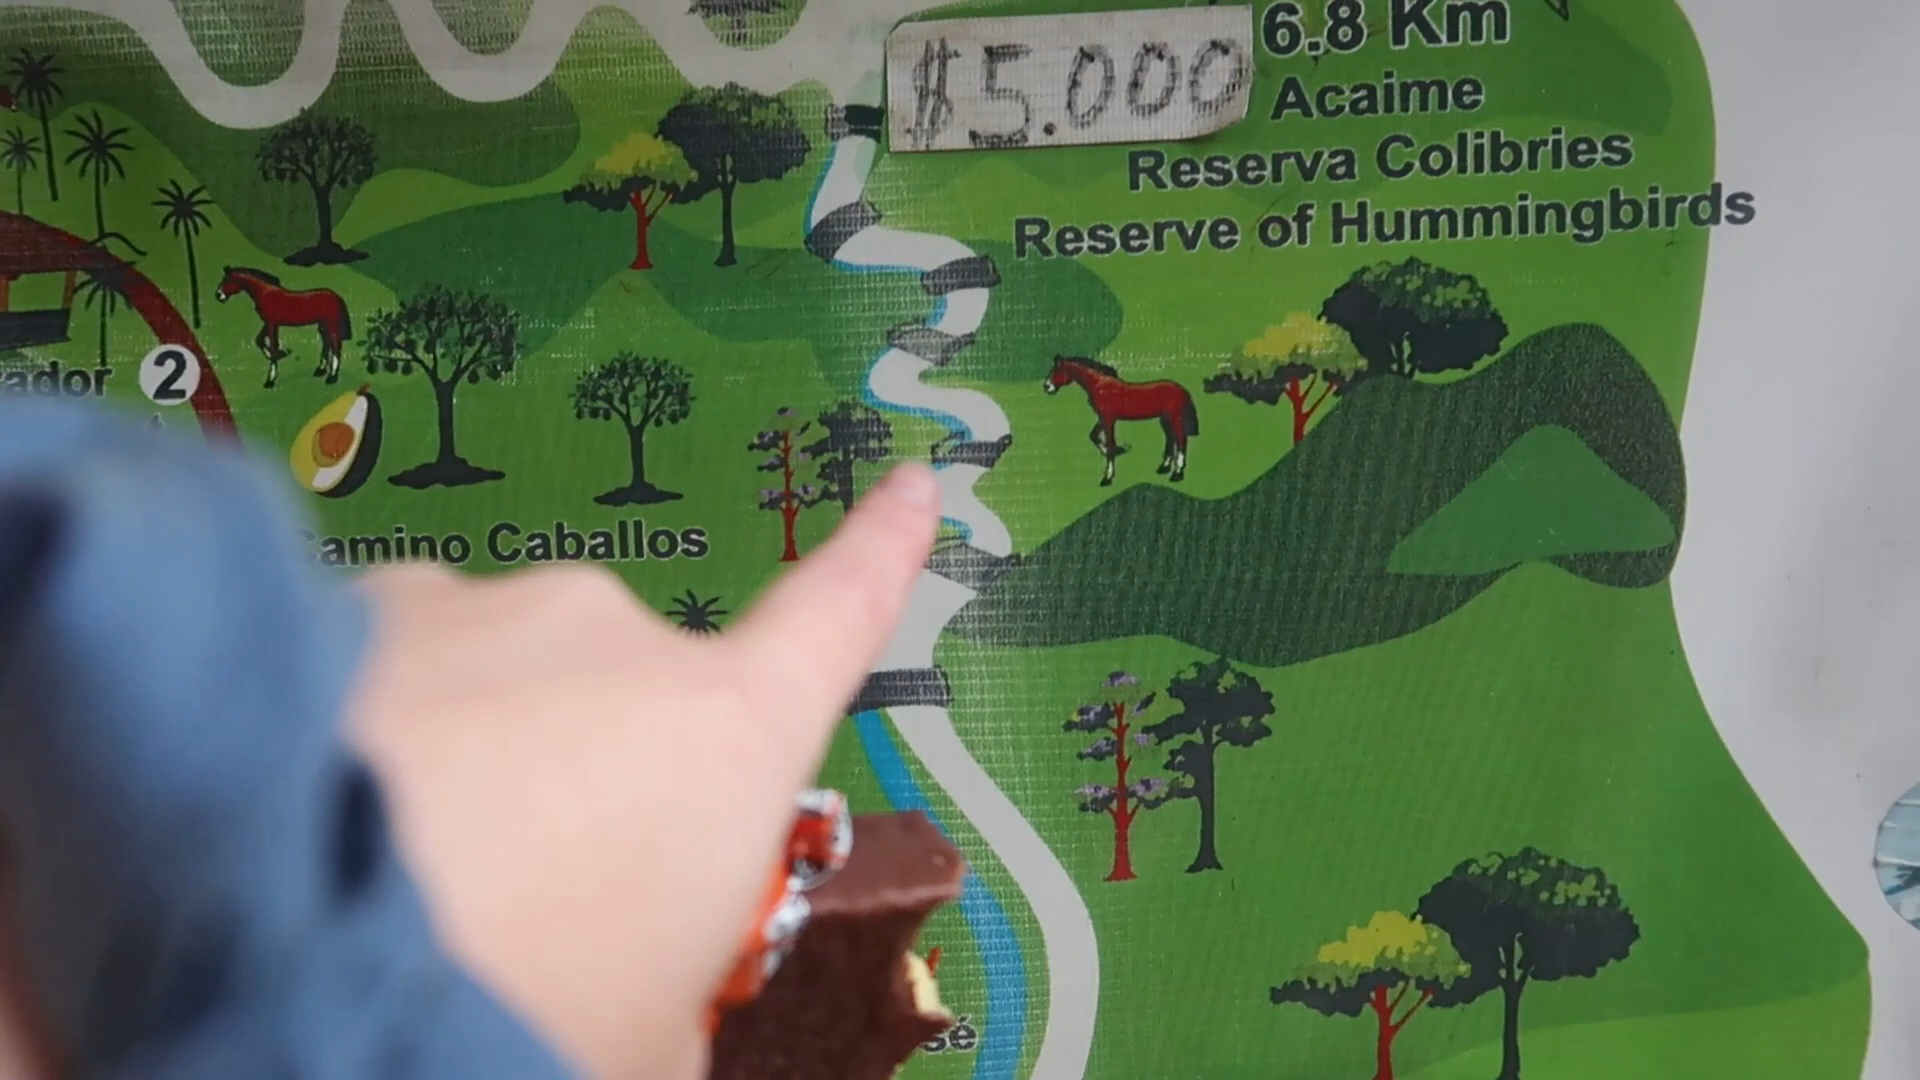 $5.000
6.8 Km
Acaime
Reserva Colibries
Reserve of Hummingbirds
2
Camino Caballos